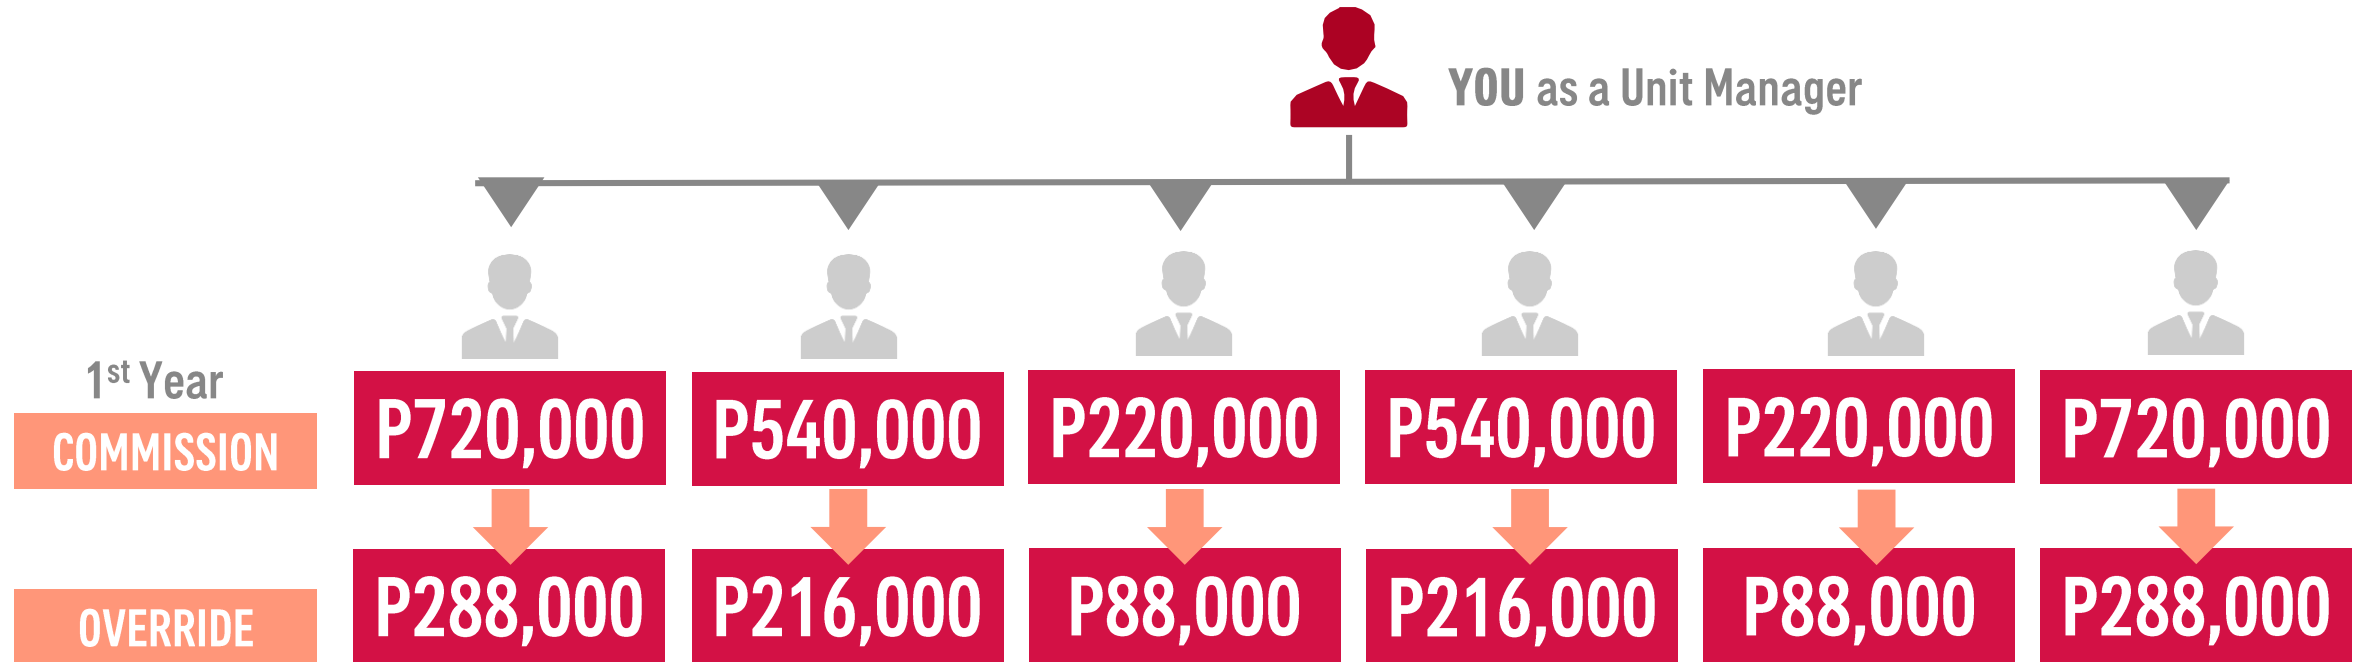 YOU as a Unit Manager
1st Year
COMMISSION
P720,000
P540,000
P220,000
P540,000
P220,000
P720,000
OVERRIDE
P288,000
P216,000
P88,000
P216,000
P88,000
P288,000